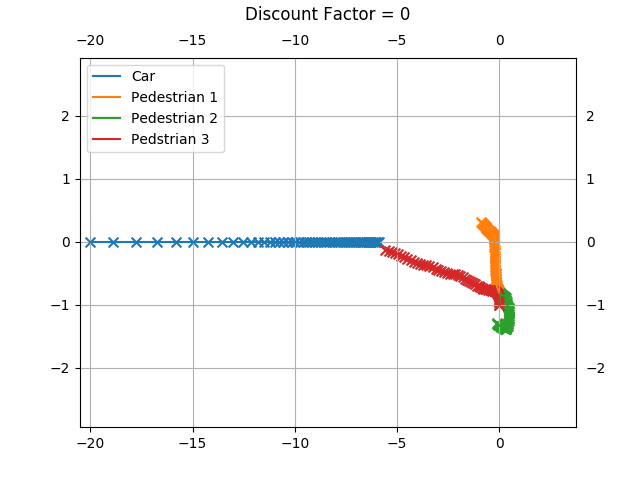 Discount Factor = 0
−20 −15 −10 −5 0
Car
Pedestrian 1
Pedestrian 2
Pedstrian 3
2 2
1 1
0 0
−1 −1
−2 −2
−20 −15 −10 −5 0